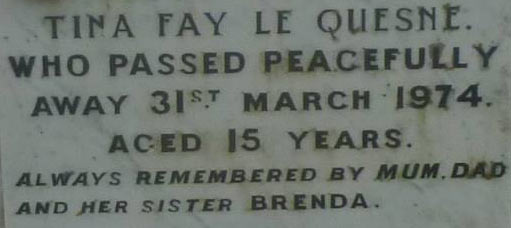 TINA FAY LE QUESNE.
WHO PASSED PEACEFULLY
AWAY 31ST MARCH 1974.
AGED 15 YEARS.
ALWAYS REMEMBERED BY MUM, DAD
AND HER SISTER BRENDA.